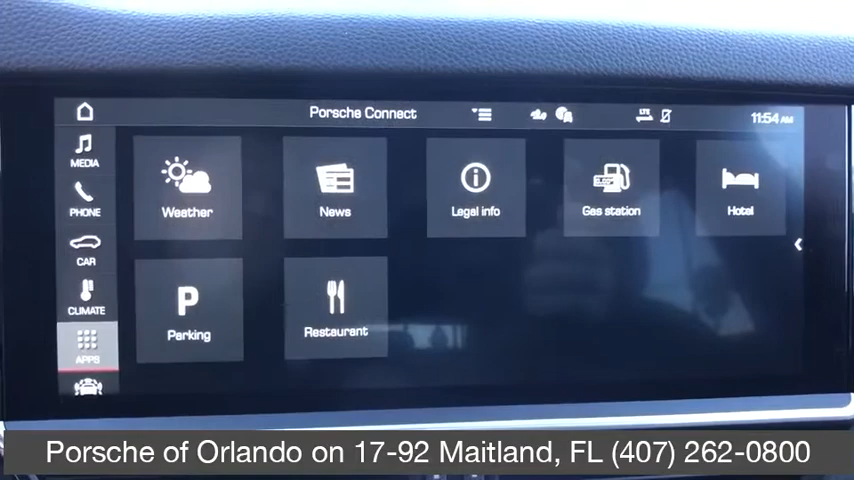 Porsche Connect
LTE
11:54 AM
MEDIA
PHONE
CAR
CLIMATE
APPS
Weather
News
Legal info
Gas station
Hotel
P
Parking
Restaurant
Porsche of Orlando on 17-92 Maitland, FL (407) 262-0800